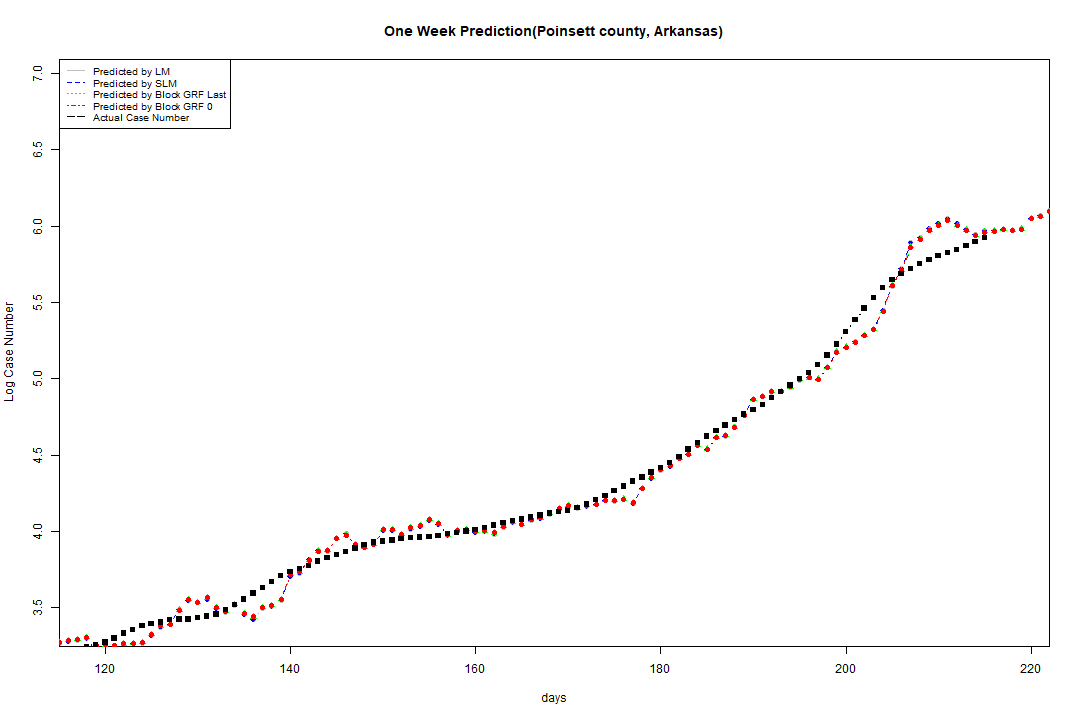 One Week Prediction(Poinsett county, Arkansas)
Predicted by LM
Predicted by SLM
Predicted by Block GRF Last
Predicted by Block GRF 0
Actual Case Number
7.0
6.5
6.0
5.5
5.0
4.5
4.0
3.5
Log Case Number
120 140 160 180 200 220
days